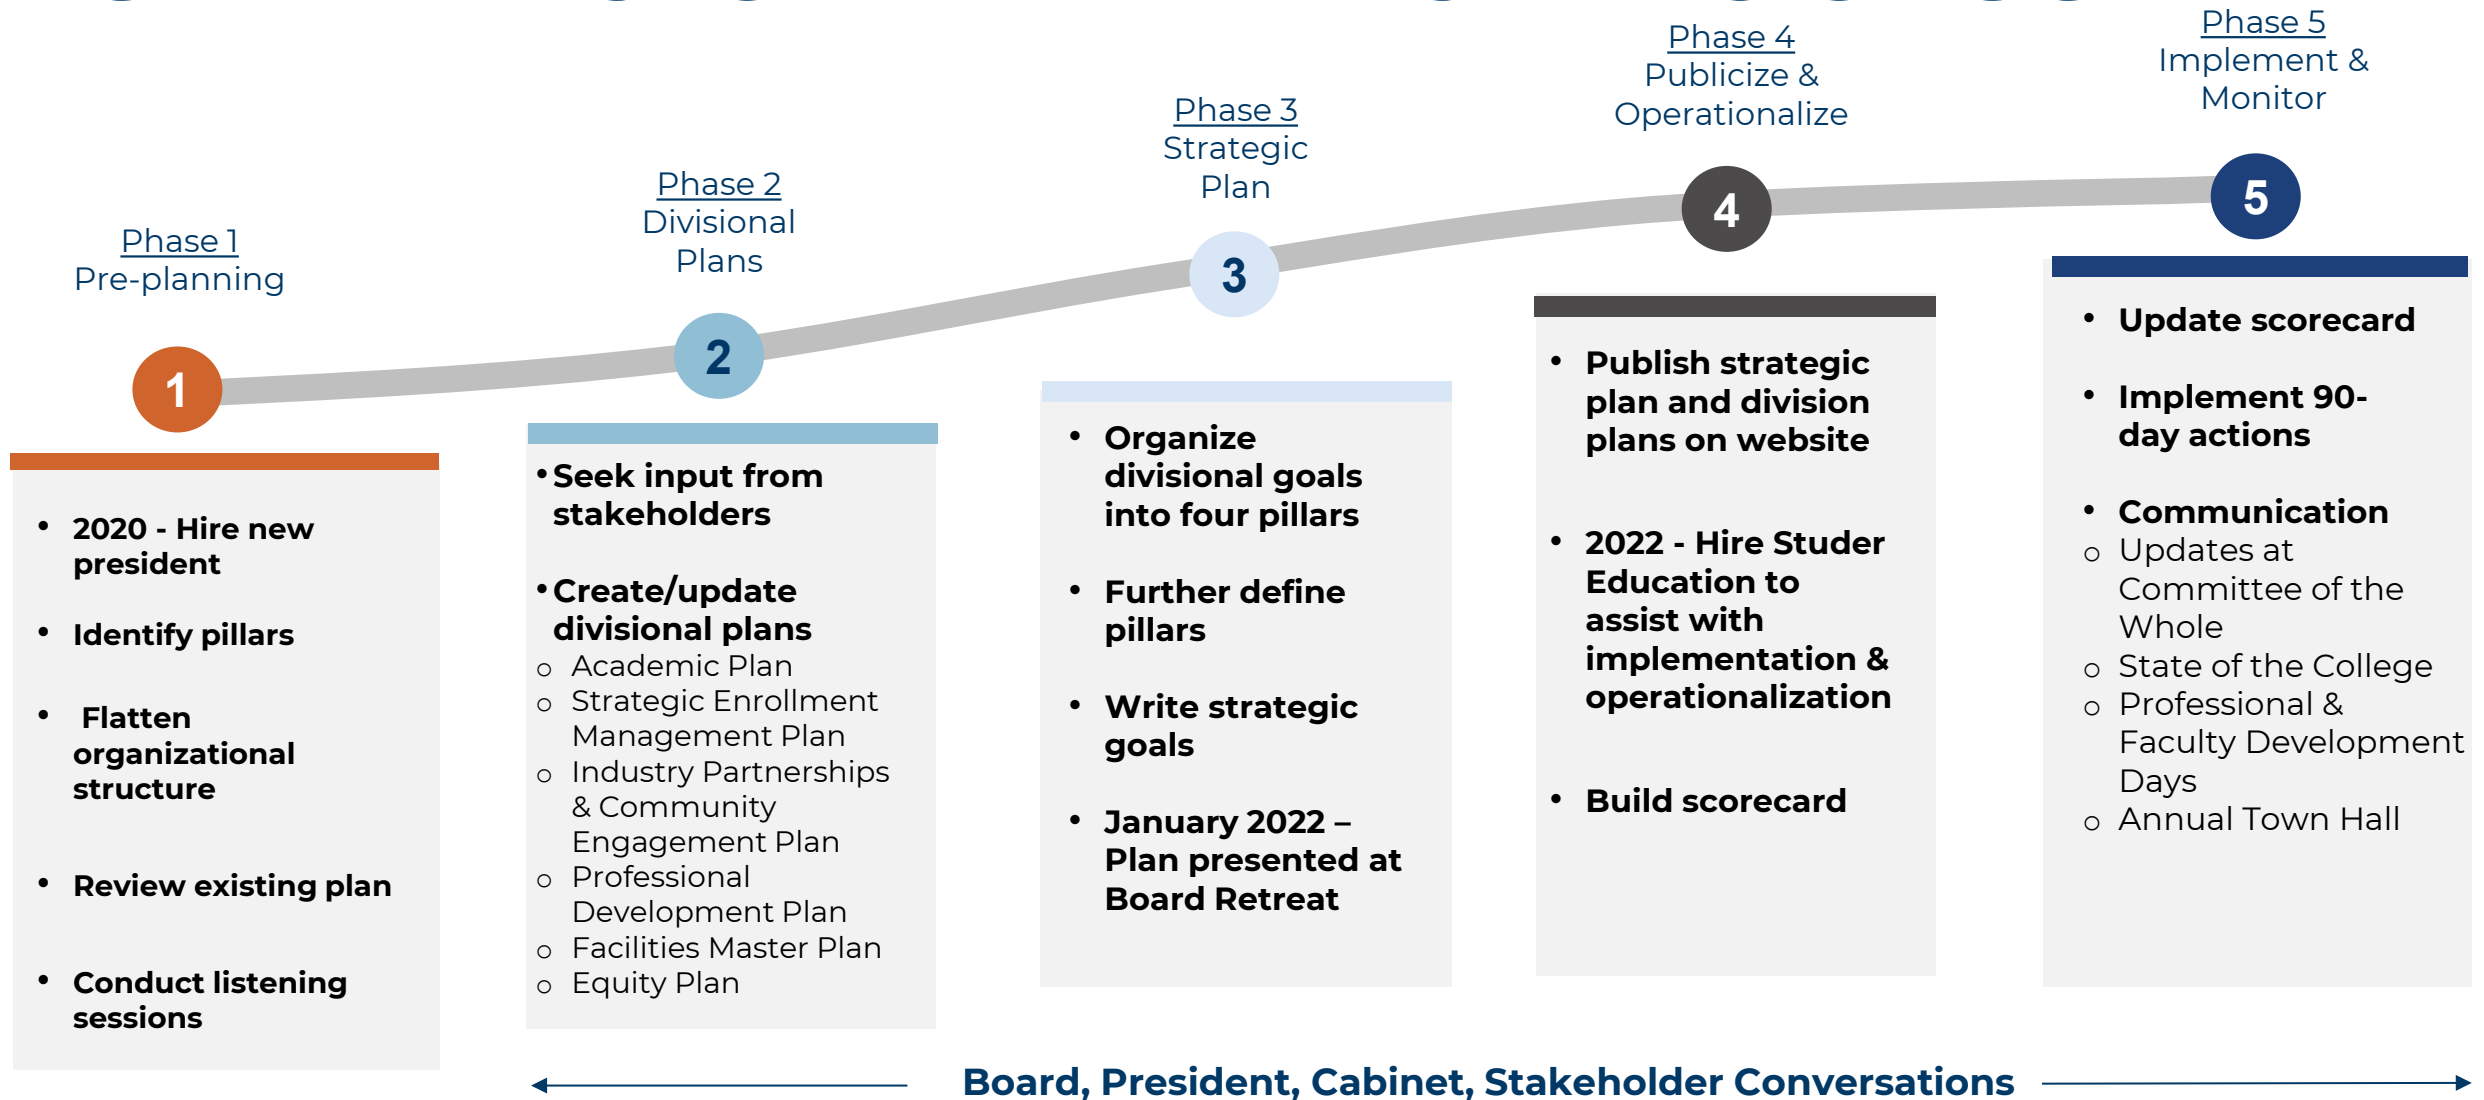 Phase 1
Pre-planning
1
• 2020 - Hire new
president
• Identify pillars
• Flatten
organizational
structure
• Review existing plan
• Conduct listening
sessions
Phase 2
Divisional
Plans
2
• Seek input from
stakeholders
• Create/update
divisional plans
o Academic Plan
o Strategic Enrollment
Management Plan
o Industry Partnerships
& Community
Engagement Plan
o Professional
Development Plan
o Facilities Master Plan
o Equity Plan
Phase 3
Strategic
Plan
3
• Organize
divisional goals
into four pillars
• Further define
pillars
• Write strategic
goals
• January 2022 –
Plan presented at
Board Retreat
Phase 4
Publicize &
Operationalize
4
• Publish strategic
plan and division
plans on website
• 2022 - Hire Studer
Education to
assist with
implementation &
operationalization
• Build scorecard
Phase 5
Implement &
Monitor
5
• Update scorecard
• Implement 90-
day actions
• Communication
o Updates at
Committee of the
Whole
o State of the College
o Professional &
Faculty Development
Days
o Annual Town Hall
Board, President, Cabinet, Stakeholder Conversations